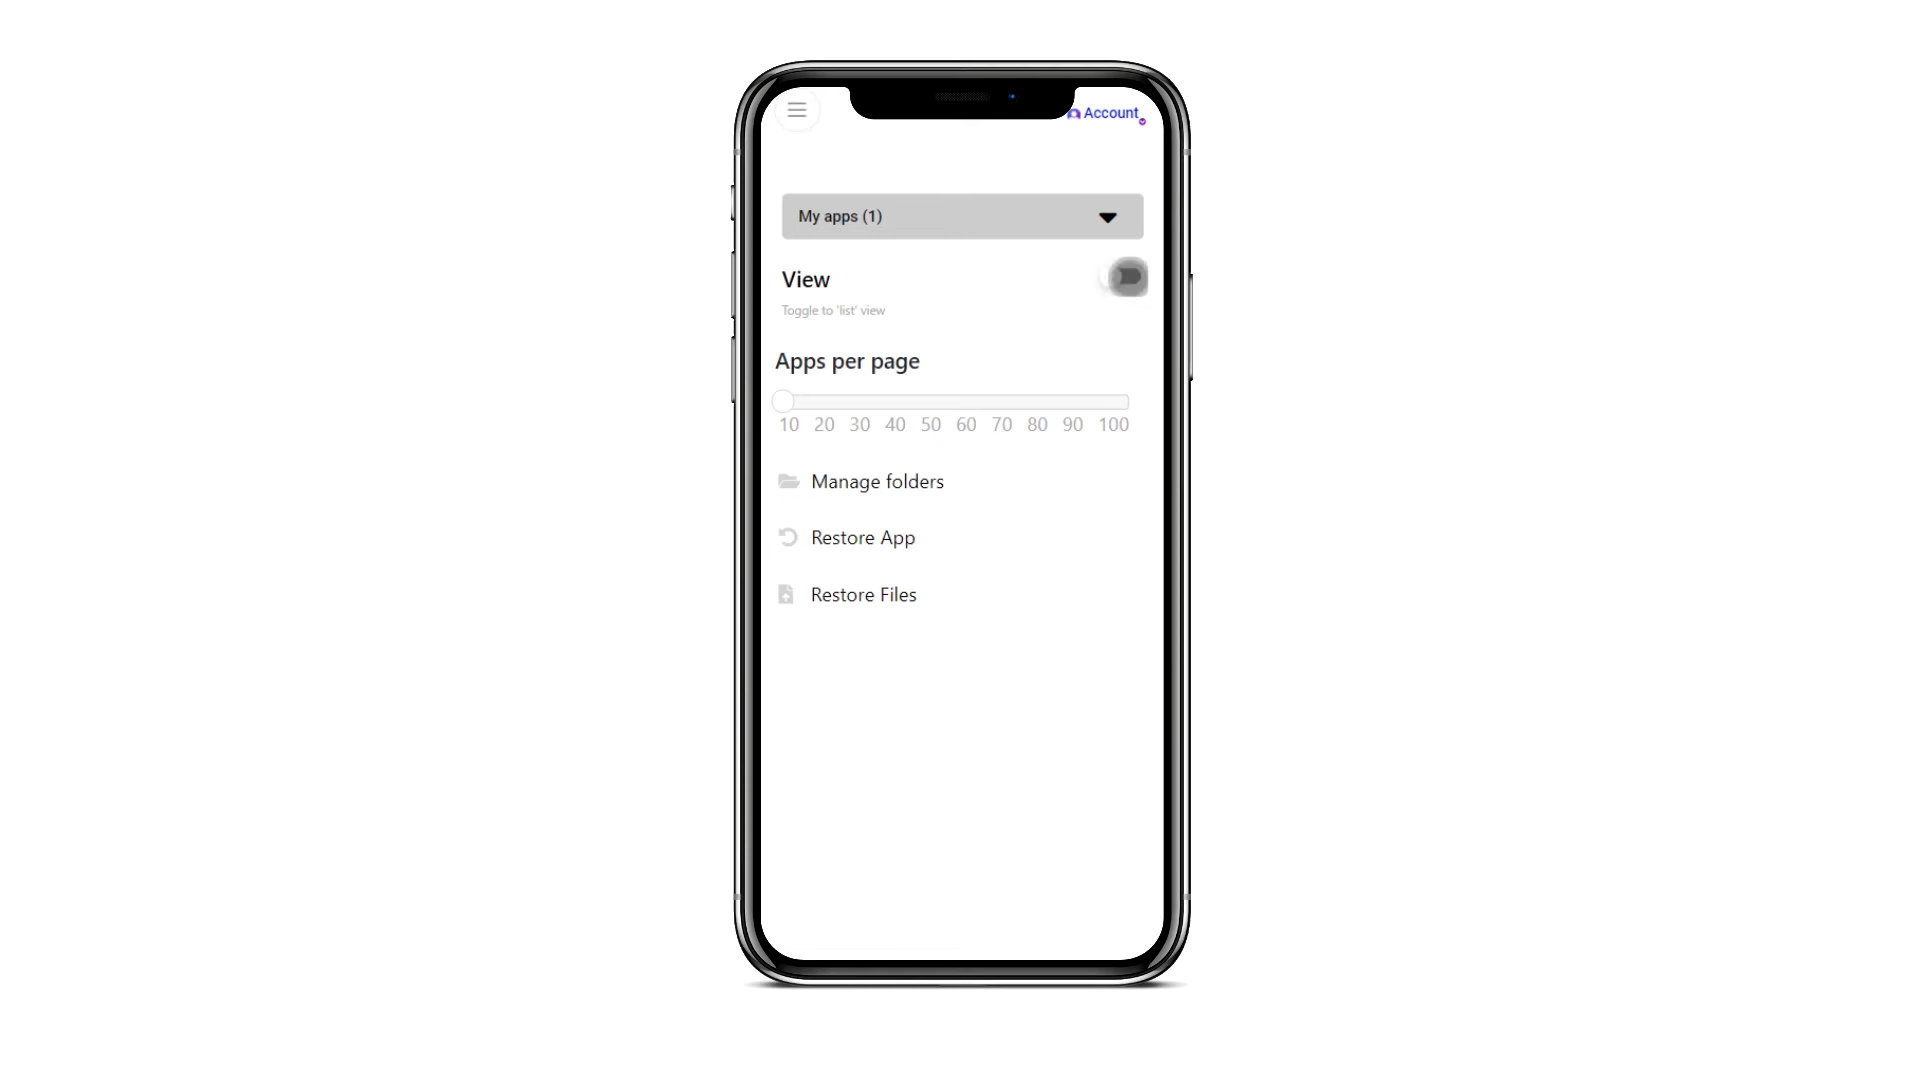 Account
My apps (1)
View
Toggle to 'list' view
Apps per page
10 20 30 40 50 60 70 80 90 100
Manage folders
Restore App
Restore Files